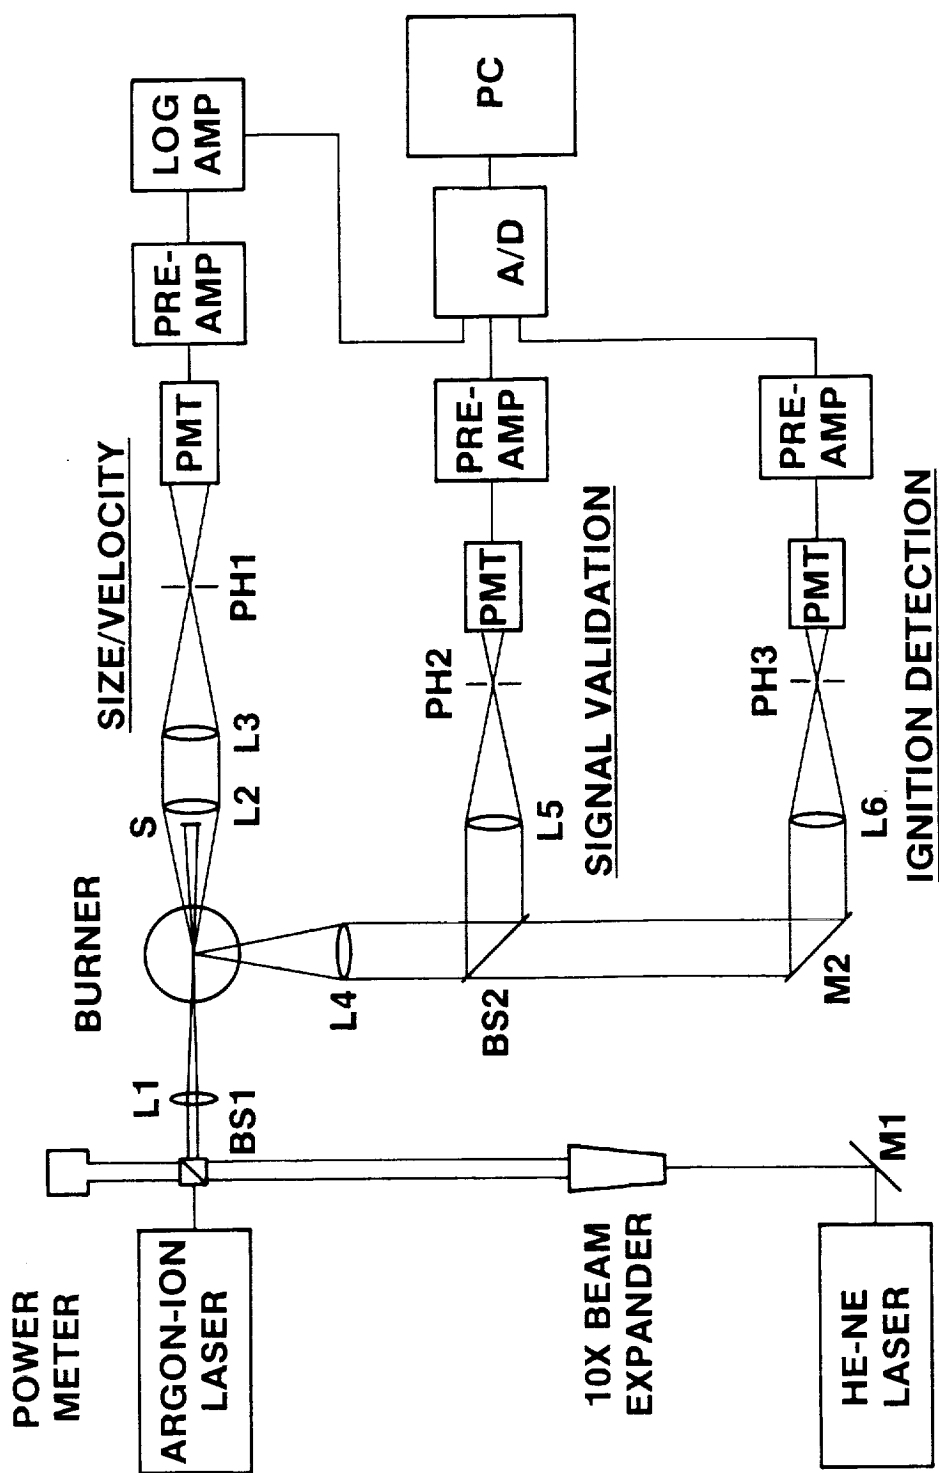 POWER
METER
ARGON-ION
LASER
BS1
L1
BURNER
S
L2
L3
SIZE/VELOCITY
PH1
PMT
PRE-
AMP
LOG
AMP
10X BEAM
EXPANDER
L4
BS2
L5
PH2
SIGNAL VALIDATION
PMT
PRE-
AMP
A/D
PC
HE-NE
LASER
M1
M2
L6
PH3
IGNITION DETECTION
PMT
PRE-
AMP